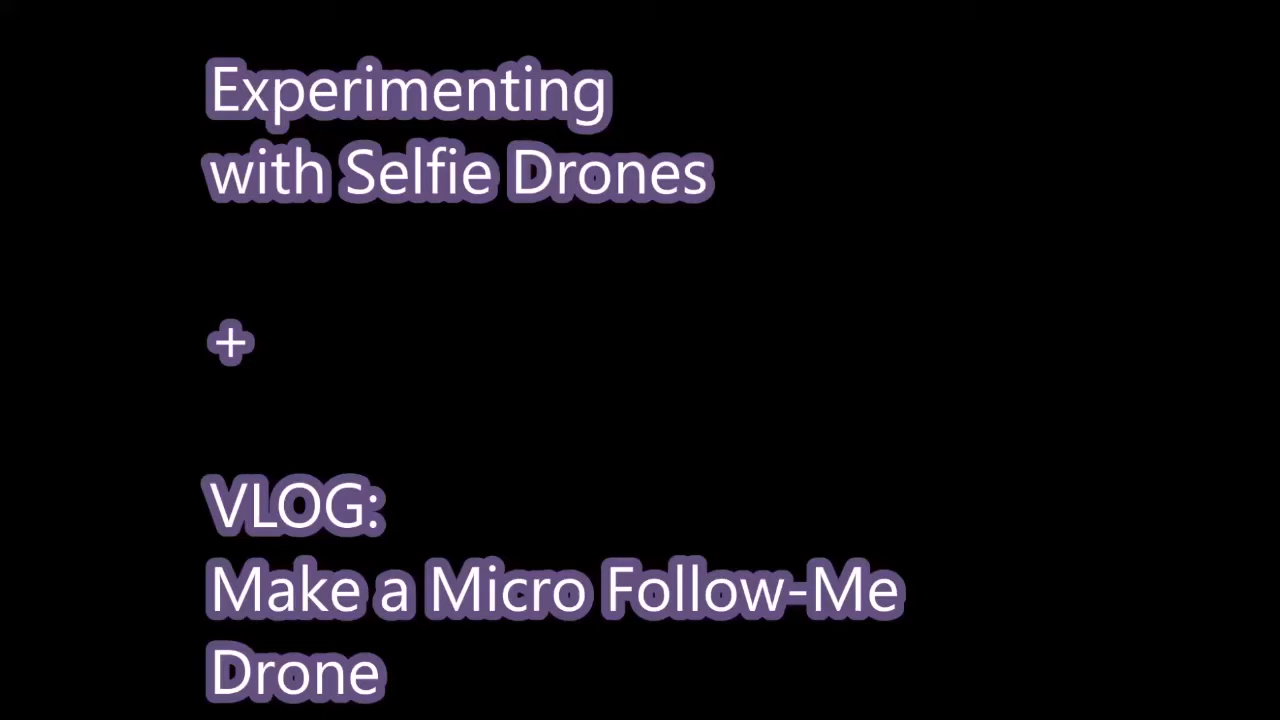 Experimenting
with Selfie Drones
+
VLOG:
Make a Micro Follow-Me
Drone